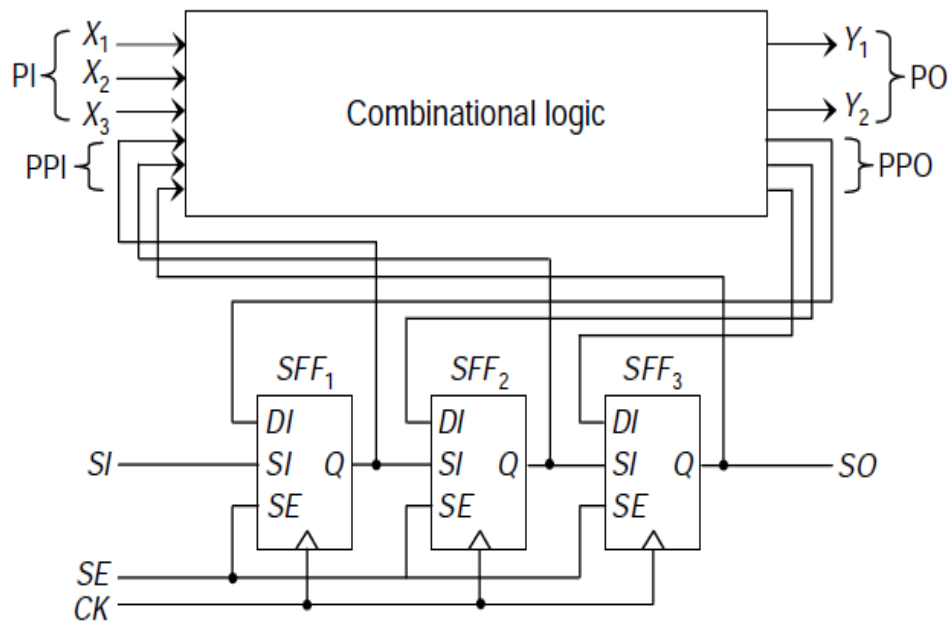 PI
X1
X2
X3
PPI
Combinational logic
Y1
Y2
PO
PPO
SFF1
SFF2
SFF3
DI
SI
SE
Q
DI
SI
SE
Q
DI
SI
SE
Q
SI
SO
SE
CK